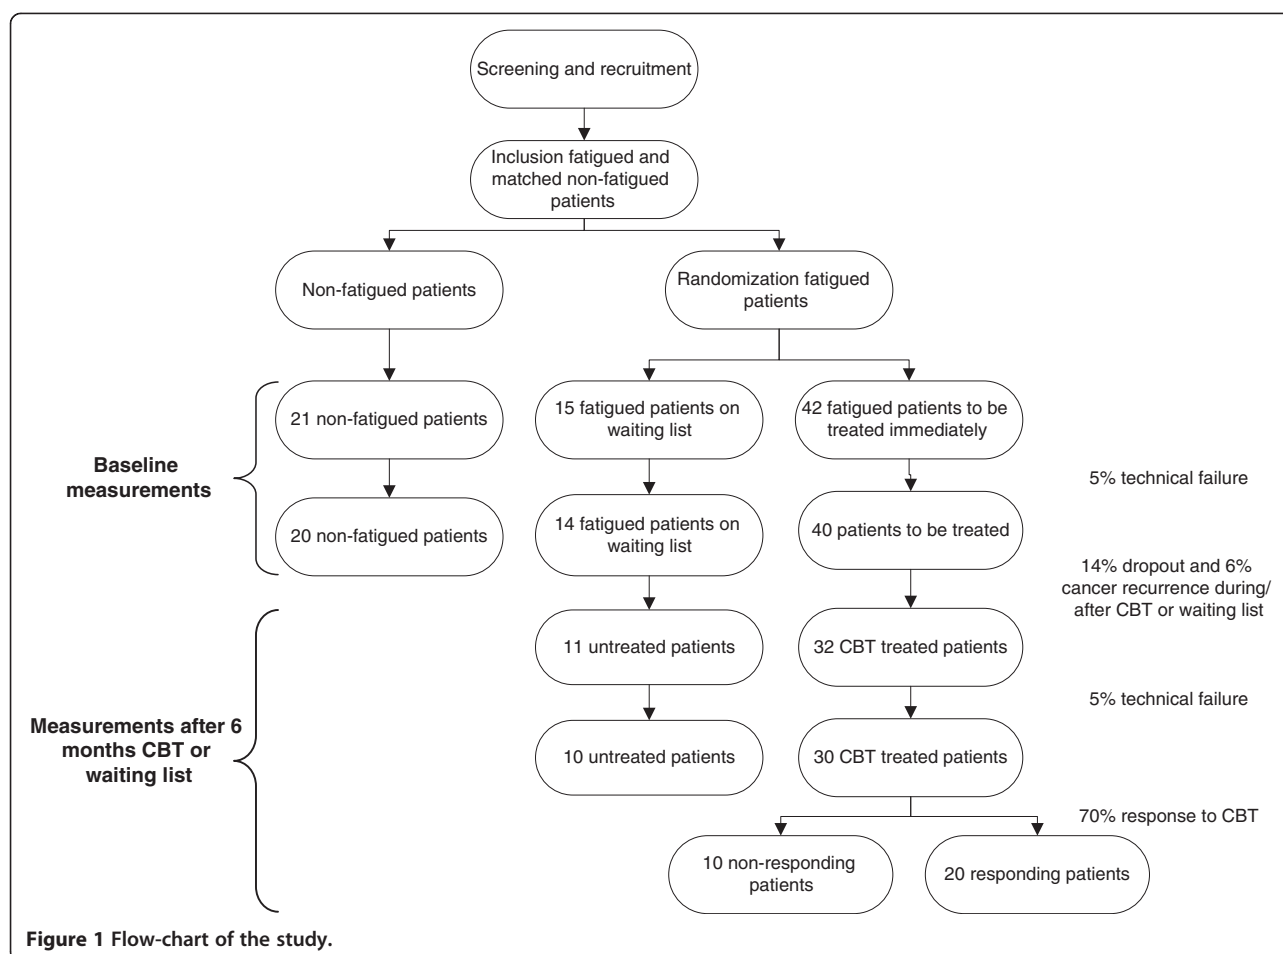 Screening and recruitment
Inclusion fatigued and
matched non-fatigued
patients
Non-fatigued patients
Randomization fatigued
patients
Baseline
measurements
21 non-fatigued patients
15 fatigued patients on
waiting list
42 fatigued patients to be
treated immediately
5% technical failure
20 non-fatigued patients
14 fatigued patients on
waiting list
40 patients to be treated
14% dropout and 6%
cancer recurrence during/
after CBT or waiting list
Measurements after 6
months CBT or
waiting list
11 untreated patients
32 CBT treated patients
5% technical failure
10 untreated patients
30 CBT treated patients
70% response to CBT
10 non-responding
patients
20 responding patients
Figure 1 Flow-chart of the study.